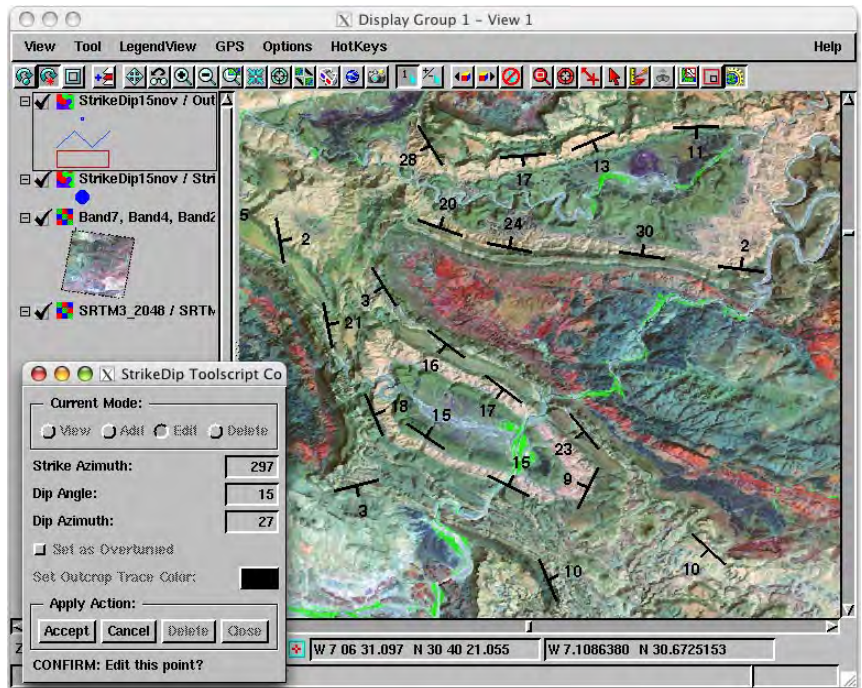 X Display Group 1 - View 1
View Tool LegendView GPS Options HotKeys Help
StrikeDip15nov / Out
StrikeDip15nov / Stri
Band7, Band4, Band2
SRTM3_2048 / SRTM
28
17
13
11
20
24
30
2
5
2
3
21
16
18
15
17
23
15
9
3
10
10
X StrikeDip Toolscript Co
Current Mode:
View Add Edit Delete
Strike Azimuth: 297
Dip Angle: 15
Dip Azimuth: 27
Set as Overturned
Set Outcrop Trace Color:
Apply Action:
Accept Cancel Delete Close
CONFIRM: Edit this point?
W 7 06 31.097 N 30 40 21.055
W 7.1086380 N 30.6725153